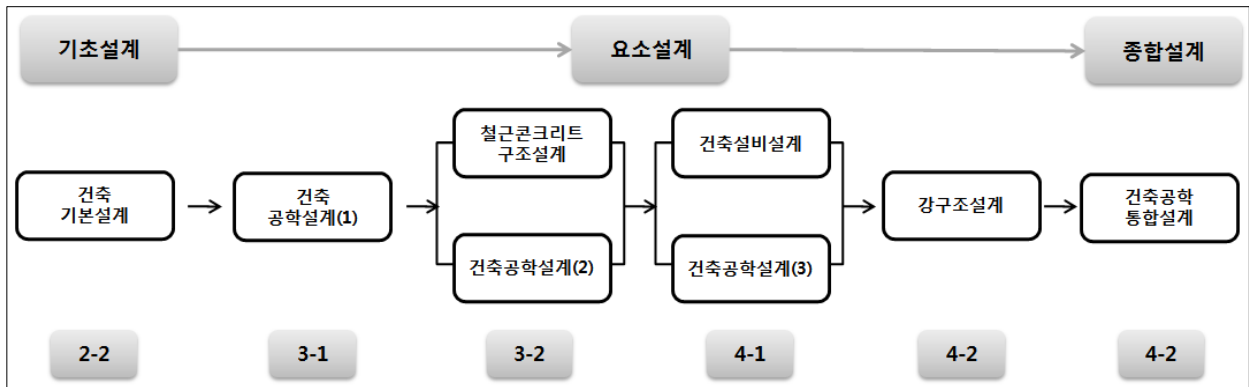 기초설계
요소설계
종합설계
건축
기본설계
건축
공학설계(1)
철근콘크리트
구조설계
건축공학설계(2)
건축설비설계
건축공학설계(3)
강구조설계
건축공학
통합설계
2-2
3-1
3-2
4-1
4-2
4-2